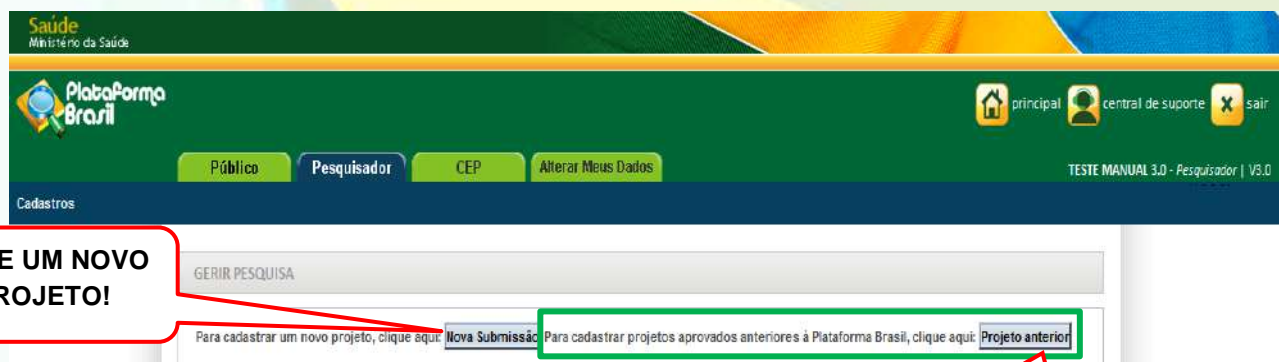 Saúde
Ministério da Saúde
Plataforma
Brasil
principal central de suporte x sair
Público Pesquisador CEP Alterar Meus Dados
TESTE MANUAL 3.0 - Pesquisador | V3.0
Cadastros
E UM NOVO
ROJETO!
GERIR PESQUISA
Para cadastrar um novo projeto, clique aqui: Nova Submissão Para cadastrar projetos aprovados anteriores à Plataforma Brasil, clique aqui: Projeto anterior